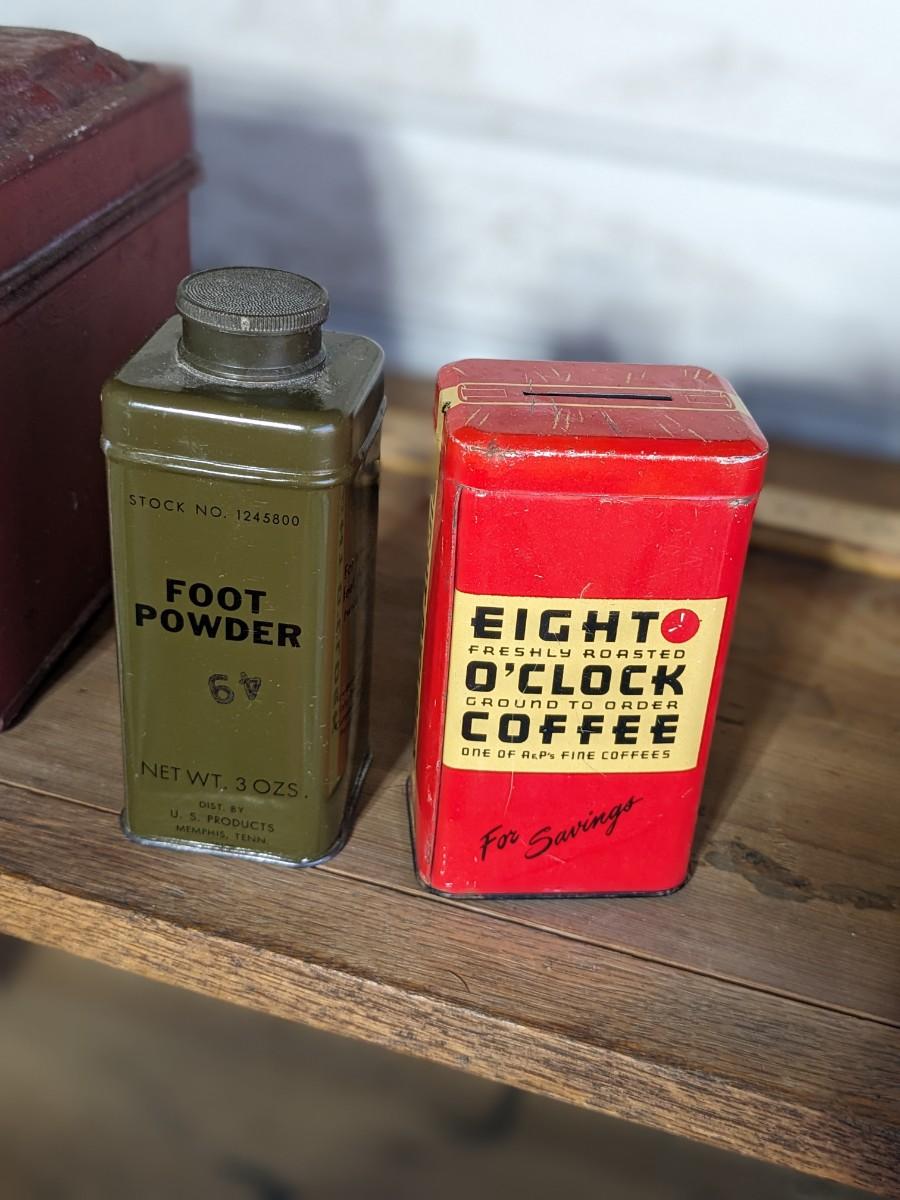 STOCK NO. 1245800
FOOT
POWDER
NET WT. 3 OZS.
DIST. BY
U. S. PRODUCTS
MEMPHIS, TENN.
EIGHT
FRESHLY ROASTED
O'CLOCK
GROUND TO ORDER
COFFEE
ONE OF A&P's FINE COFFEES
For Savings